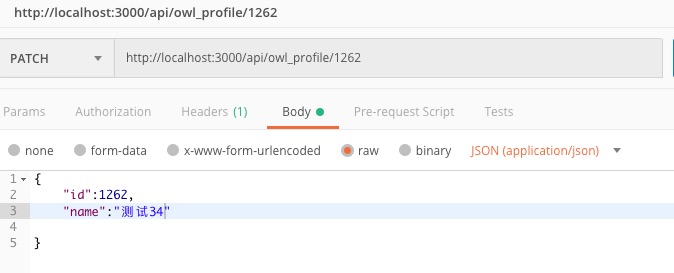 http://localhost:3000/api/owl_profile/1262
PATCH http://localhost:3000/api/owl_profile/1262
Params Authorization Headers (1) Body Pre-request Script Tests
none form-data x-www-form-urlencoded raw binary JSON (application/json)
1 {
2 "id":1262,
3 "name":"测试34"
4
5 }